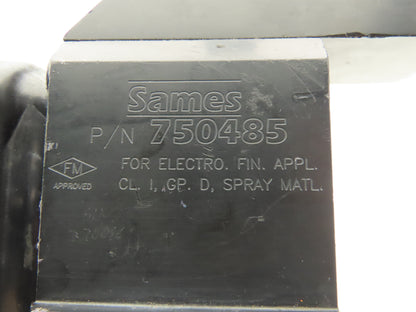 Sames
P/N 750485
FM
APPROVED
FOR ELECTRO. FIN. APPL.
CL. I, GP. D, SPRAY MATL.